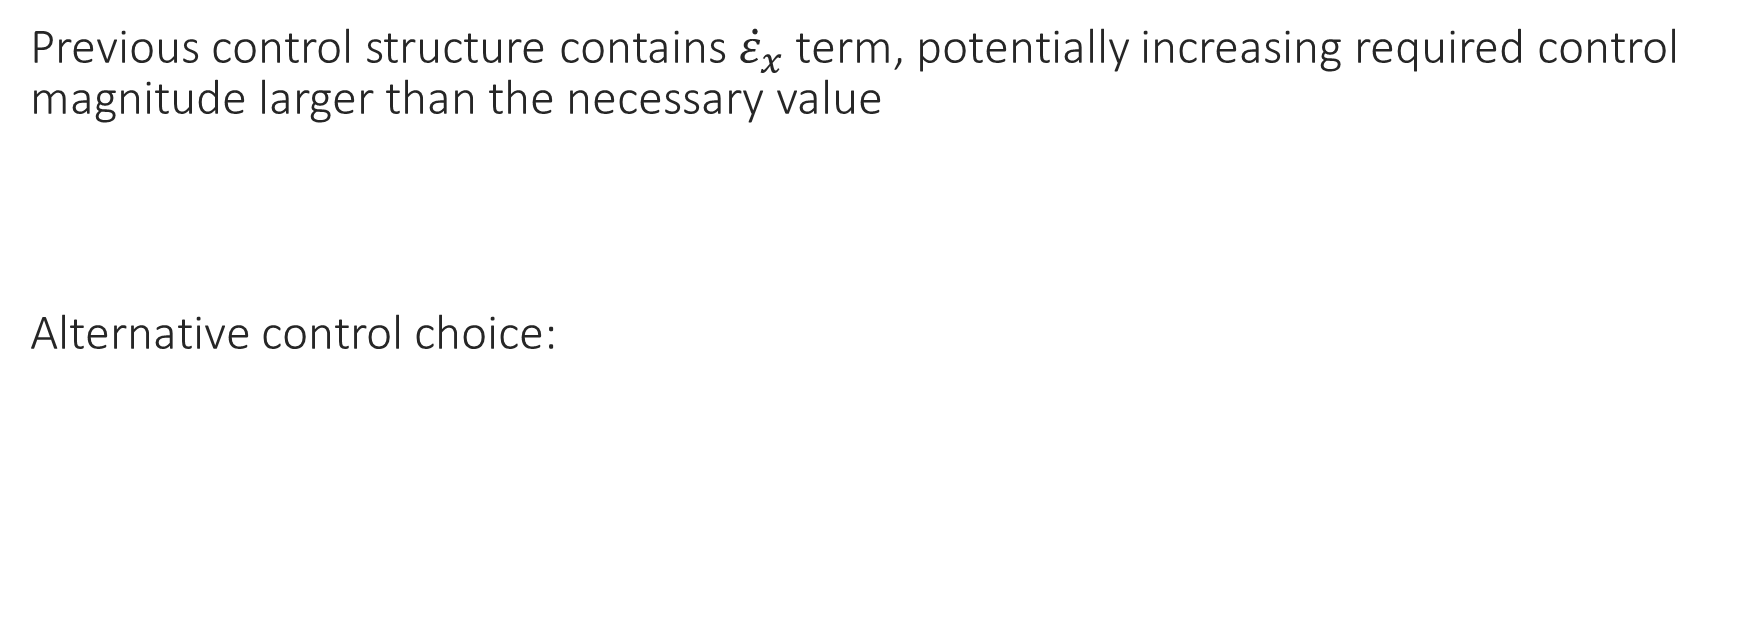 Previous control structure contains ε̇ₓ term, potentially increasing required control
magnitude larger than the necessary value
Alternative control choice: